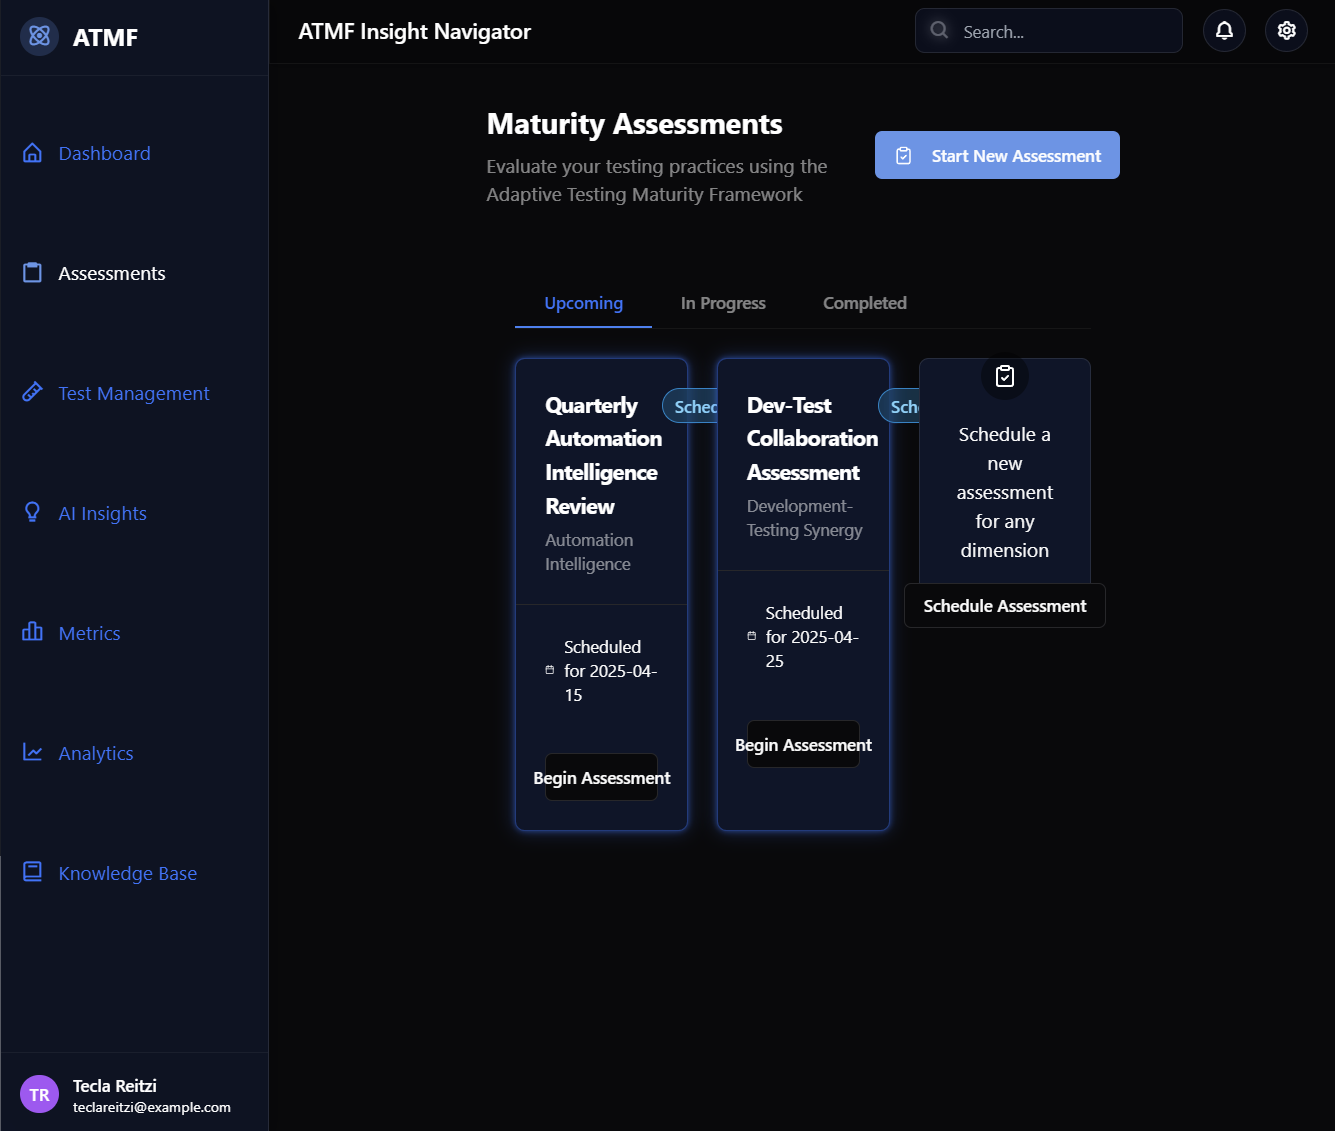 ATMF
ATMF Insight Navigator
Search...
Dashboard
Assessments
Test Management
AI Insights
Metrics
Analytics
Knowledge Base
TR
Tecla Reitzi
teclareitzi@example.com
Maturity Assessments
Evaluate your testing practices using the
Adaptive Testing Maturity Framework
Start New Assessment
Upcoming
In Progress
Completed
Quarterly
Automation
Intelligence
Review
Sched
Automation
Intelligence
Scheduled
for 2025-04-
15
Begin Assessment
Dev-Test
Collaboration
Assessment
Sch
Development-
Testing Synergy
Scheduled
for 2025-04-
25
Begin Assessment
Schedule a
new
assessment
for any
dimension
Schedule Assessment